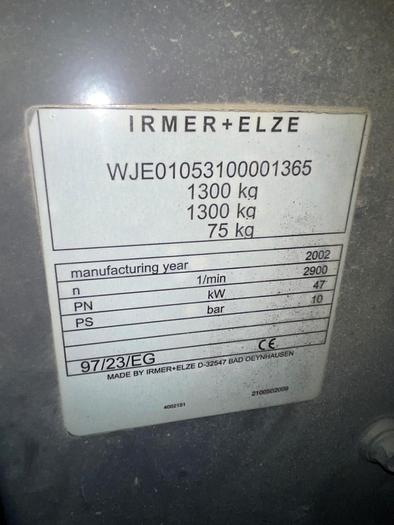 IRMER+ELZE
WJE01053100001365
1300 kg
1300 kg
75 kg
manufacturing year 2002
n 1/min 2900
PN kW 47
PS bar 10
97/23/EG CE
MADE BY IRMER+ELZE D-32547 BAD OEYNHAUSEN
4002181 2100502009